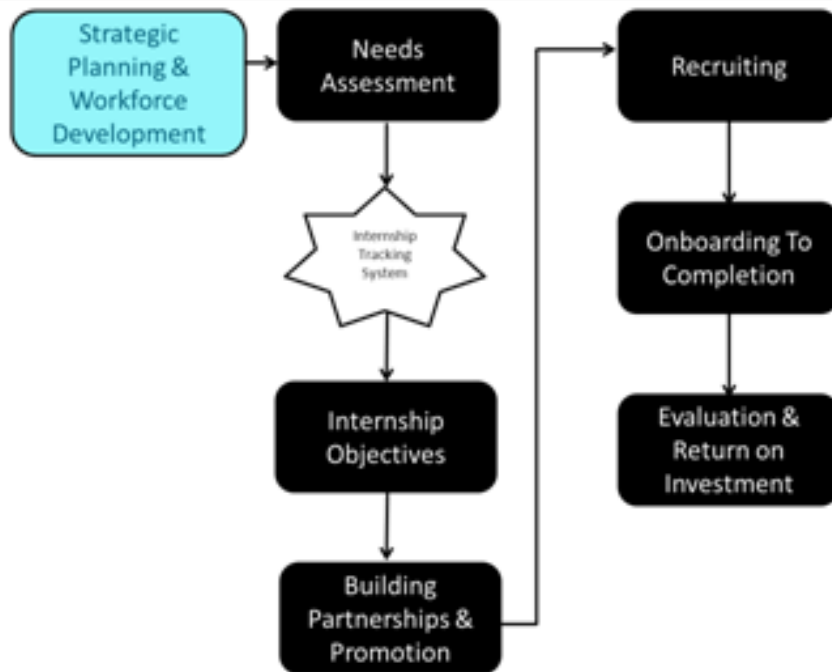 Strategic
Planning &
Workforce
Development
Needs
Assessment
Internship
Tracking
System
Internship
Objectives
Building
Partnerships &
Promotion
Recruiting
Onboarding To
Completion
Evaluation &
Return on
Investment